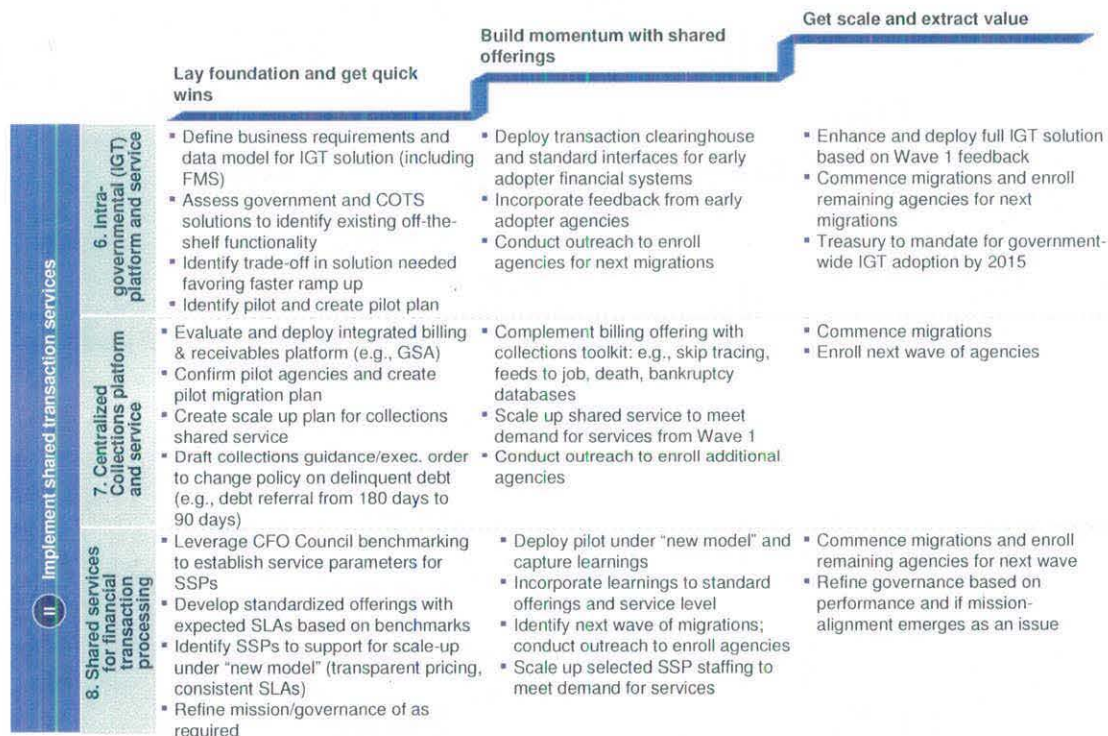 Get scale and extract value
Build momentum with shared
offerings
Lay foundation and get quick
wins
II Implement shared transaction services
6. Intra-
governmental (IGT)
platform and service
▪ Define business requirements and
data model for IGT solution (including
FMS)
▪ Assess government and COTS
solutions to identify existing off-the-
shelf functionality
▪ Identify trade-off in solution needed
favoring faster ramp up
▪ Identify pilot and create pilot plan
▪ Deploy transaction clearinghouse
and standard interfaces for early
adopter financial systems
▪ Incorporate feedback from early
adopter agencies
▪ Conduct outreach to enroll
agencies for next migrations
▪ Enhance and deploy full IGT solution
based on Wave 1 feedback
▪ Commence migrations and enroll
remaining agencies for next
migrations
▪ Treasury to mandate for government-
wide IGT adoption by 2015
7. Centralized
Collections platform
and service
▪ Evaluate and deploy integrated billing
& receivables platform (e.g., GSA)
▪ Confirm pilot agencies and create
pilot migration plan
▪ Create scale up plan for collections
shared service
▪ Draft collections guidance/exec. order
to change policy on delinquent debt
(e.g., debt referral from 180 days to
90 days)
▪ Complement billing offering with
collections toolkit: e.g., skip tracing,
feeds to job, death, bankruptcy
databases
▪ Scale up shared service to meet
demand for services from Wave 1
▪ Conduct outreach to enroll additional
agencies
▪ Commence migrations
▪ Enroll next wave of agencies
8. Shared services
for financial
transaction
processing
▪ Leverage CFO Council benchmarking
to establish service parameters for
SSPs
▪ Develop standardized offerings with
expected SLAs based on benchmarks
▪ Identify SSPs to support for scale-up
under “new model” (transparent pricing,
consistent SLAs)
▪ Refine mission/governance of as
required
▪ Deploy pilot under “new model” and
capture learnings
▪ Incorporate learnings to standard
offerings and service level
▪ Identify next wave of migrations;
conduct outreach to enroll agencies
▪ Scale up selected SSP staffing to
meet demand for services
▪ Commence migrations and enroll
remaining agencies for next wave
▪ Refine governance based on
performance and if mission-
alignment emerges as an issue